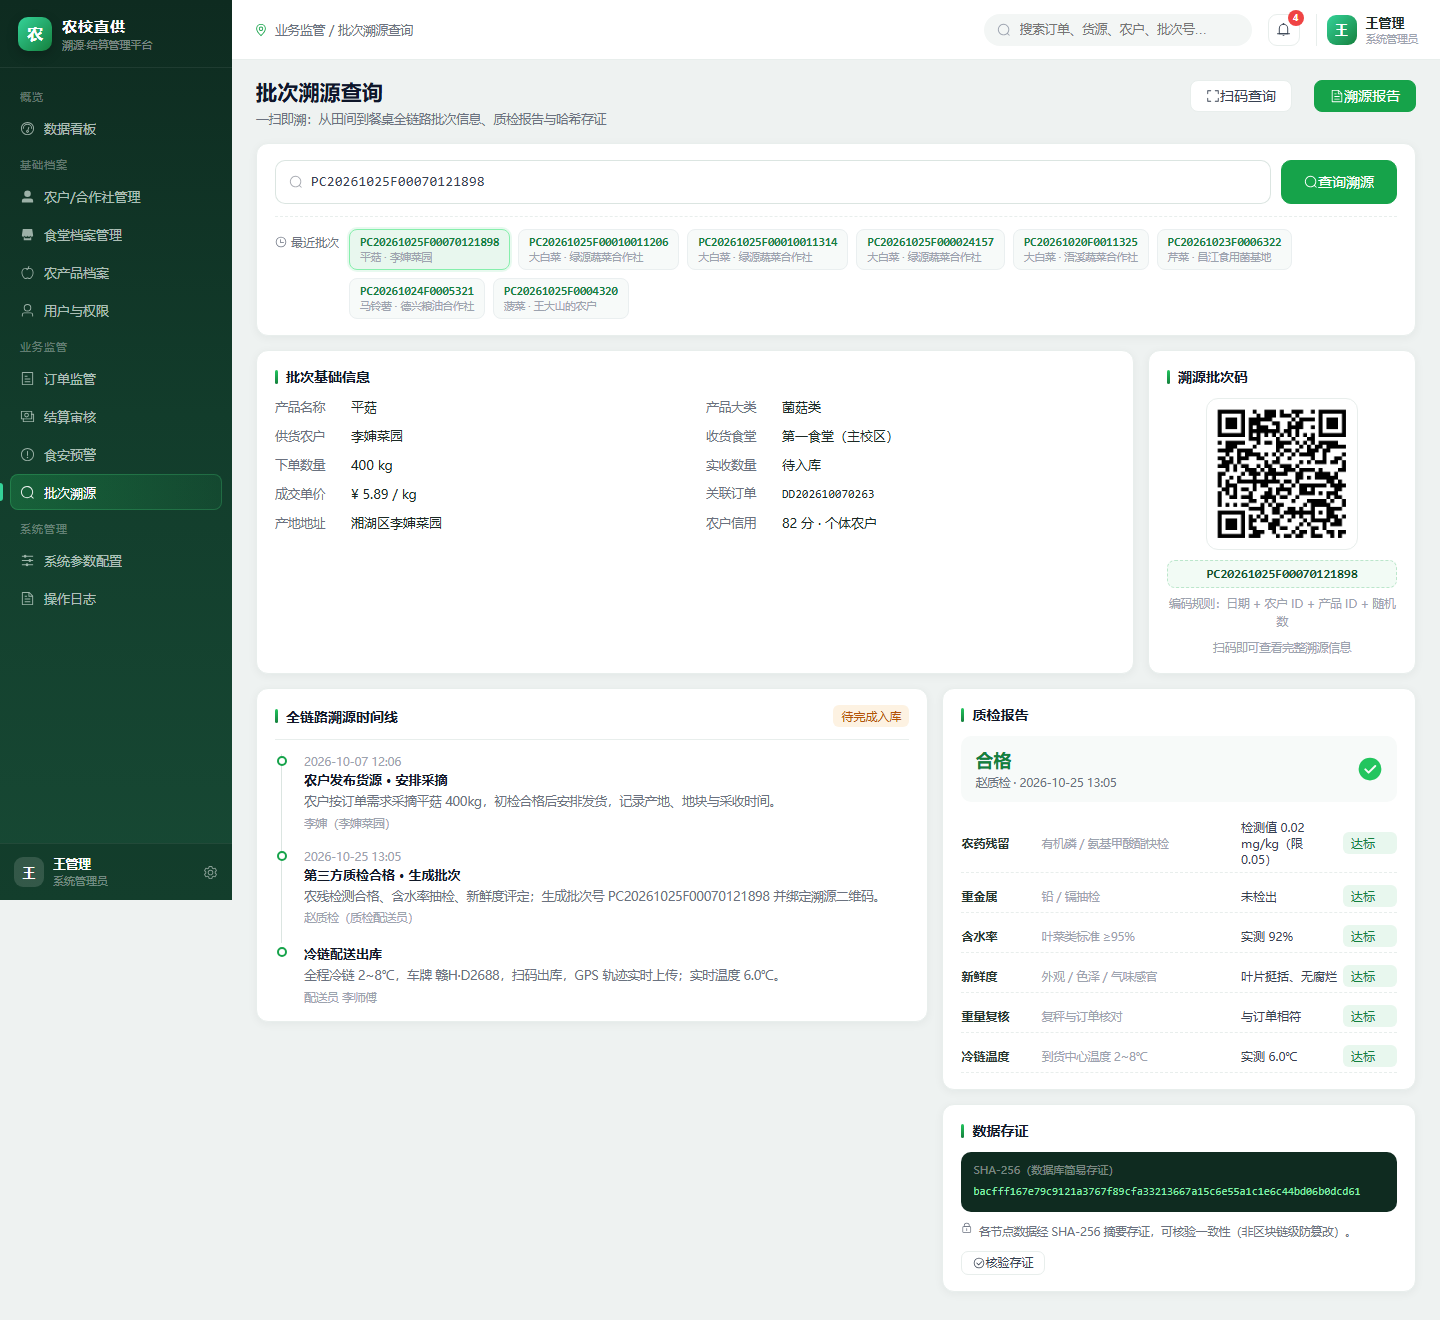 农
农校直供
溯源·结算管理平台
概览
数据看板
基础档案
农户/合作社管理
食堂档案管理
农产品档案
用户与权限
业务监管
订单监管
结算审核
食安预警
批次溯源
系统管理
系统参数配置
操作日志
王
王管理
系统管理员
业务监管 / 批次溯源查询
搜索订单、货源、农户、批次号...
4
王
王管理
系统管理员
批次溯源查询
一扫即溯：从田间到餐桌全链路批次信息、质检报告与哈希存证
扫码查询
溯源报告
PC20261025F00070121898
查询溯源
最近批次
PC20261025F00070121898
平菇 · 李婶菜园
PC20261025F00010011206
大白菜 · 绿源蔬菜合作社
PC20261025F00010011314
大白菜 · 绿源蔬菜合作社
PC20261025F000024157
大白菜 · 绿源蔬菜合作社
PC20261020F0011325
大白菜 · 浯溪蔬菜合作社
PC20261023F0006322
芹菜 · 昌江食用菌基地
PC20261024F0005321
马铃薯 · 德兴粮油合作社
PC20261025F0004320
菠菜 · 王大山的农户
批次基础信息
产品名称 平菇
产品大类 菌菇类
供货农户 李婶菜园
收货食堂 第一食堂（主校区）
下单数量 400 kg
实收数量 待入库
成交单价 ¥ 5.89 / kg
关联订单 DD202610070263
产地地址 湘湖区李婶菜园
农户信用 82 分 · 个体农户
溯源批次码
PC20261025F00070121898
编码规则：日期 + 农户 ID + 产品 ID + 随机
数
扫码即可查看完整溯源信息
全链路溯源时间线
待完成入库
2026-10-07 12:06
农户发布货源 • 安排采摘
农户按订单需求采摘平菇 400kg，初检合格后安排发货，记录产地、地块与采收时间。
李婶（李婶菜园）
2026-10-25 13:05
第三方质检合格 • 生成批次
农残检测合格、含水率抽检、新鲜度评定；生成批次号 PC20261025F00070121898 并绑定溯源二维码。
赵质检（质检配送员）
冷链配送出库
全程冷链 2~8℃，车牌 赣H·D2688，扫码出库，GPS 轨迹实时上传；实时温度 6.0℃。
配送员 李师傅
质检报告
合格
赵质检 · 2026-10-25 13:05
农药残留 有机磷 / 氨基甲酸酯快检 检测值 0.02
mg/kg（限
0.05） 达标
重金属 铅 / 镉抽检 未检出 达标
含水率 叶菜类标准 ≥95% 实测 92% 达标
新鲜度 外观 / 色泽 / 气味感官 叶片挺括、无腐烂 达标
重量复核 复秤与订单核对 与订单相符 达标
冷链温度 到货中心温度 2~8℃ 实测 6.0℃ 达标
数据存证
SHA-256（数据库简易存证）
bacfff167e79c9121a3767f89cfa33213667a15c6e55a1c1e6c44bd06b0dcd61
各节点数据经 SHA-256 摘要存证，可核验一致性（非区块链级防篡改）。
核验存证